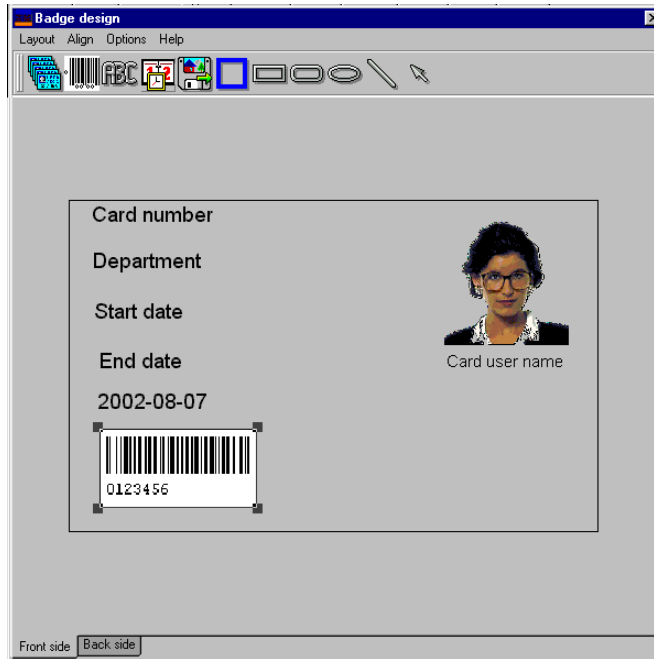 Badge design
Layout Align Options Help
ABC
Card number
Department
Start date
End date
2002-08-07
0123456
Card user name
Front side Back side